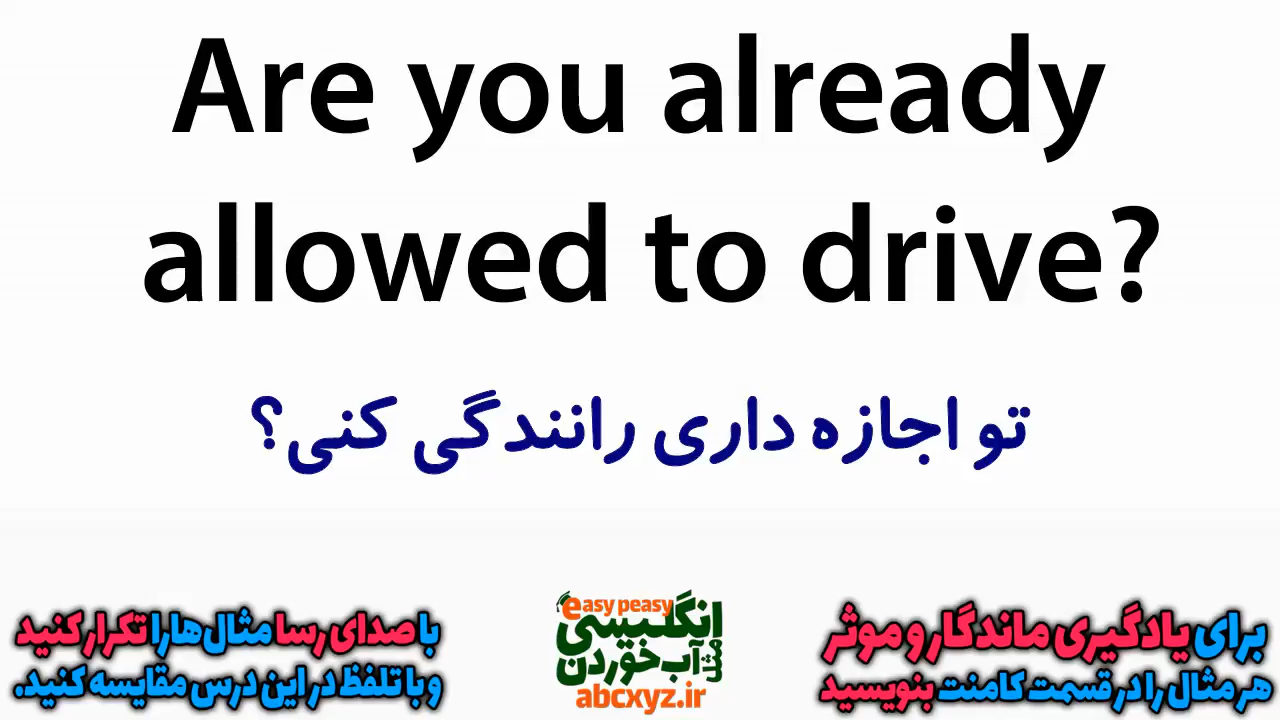 Are you already
allowed to drive?
تو اجازه داری رانندگی کنی؟
برای یادگیری ماندگار و موثر
هر مثال را در قسمت کامنت بنویسید
easy peasy
انگلیسی
مثل آب خوردن
abcxyz.ir
با صدای رسا مثال‌ها را تکرار کنید
و با تلفظ در این درس مقایسه کنید.